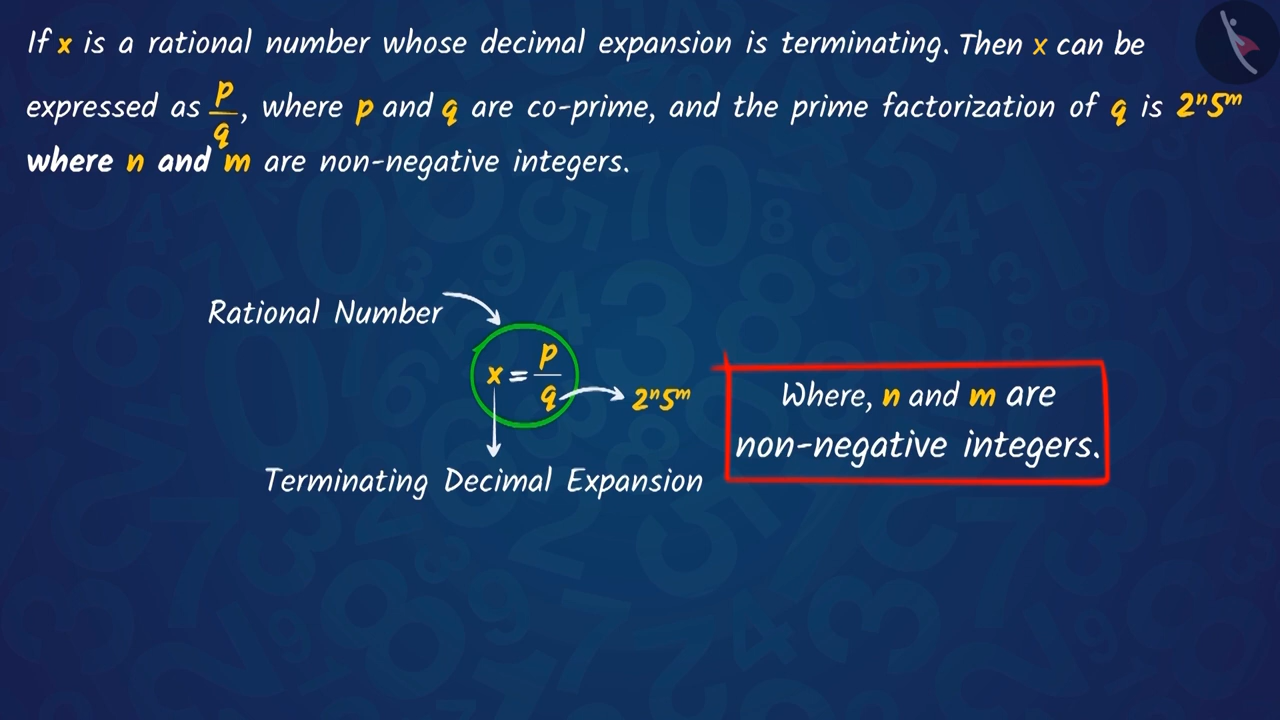 If x is a rational number whose decimal expansion is terminating. Then x can be
expressed as p/q, where p and q are co-prime, and the prime factorization of q is 2ⁿ5ᵐ
where n and m are non-negative integers.
Rational Number
x = p/q
2ⁿ5ᵐ
Where, n and m are
non-negative integers.
Terminating Decimal Expansion